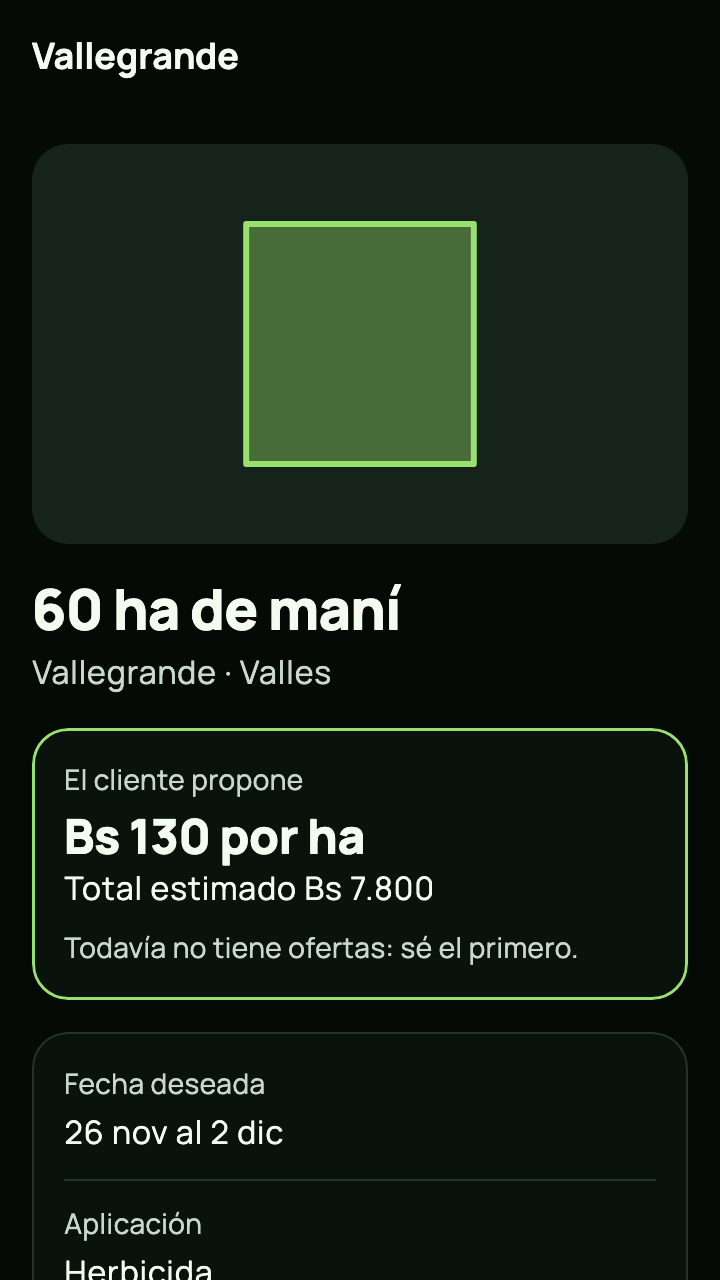 Vallegrande
60 ha de maní
Vallegrande · Valles
El cliente propone
Bs 130 por ha
Total estimado Bs 7.800
Todavía no tiene ofertas: sé el primero.
Fecha deseada
26 nov al 2 dic
Aplicación
Herbicida